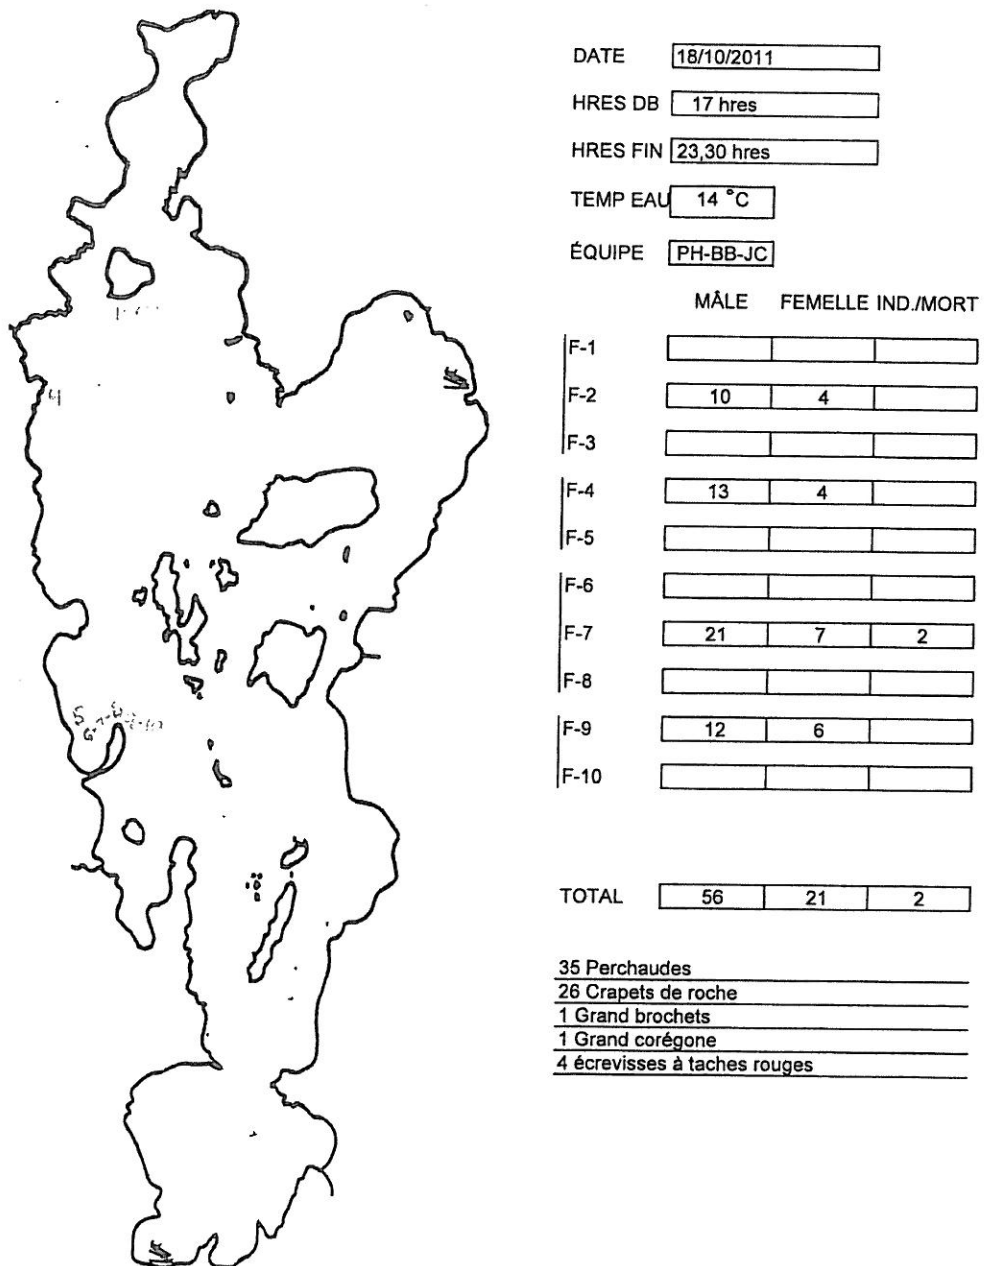 DATE 18/10/2011
HRES DB 17 hres
HRES FIN 23,30 hres
TEMP EAU 14 °C
ÉQUIPE PH-BB-JC
MÂLE FEMELLE IND./MORT
F-1
F-2 10 4
F-3
F-4 13 4
F-5
F-6
F-7 21 7 2
F-8
F-9 12 6
F-10
TOTAL 56 21 2
35 Perchaudes
26 Crapets de roche
1 Grand brochets
1 Grand corégone
4 écrevisses à taches rouges